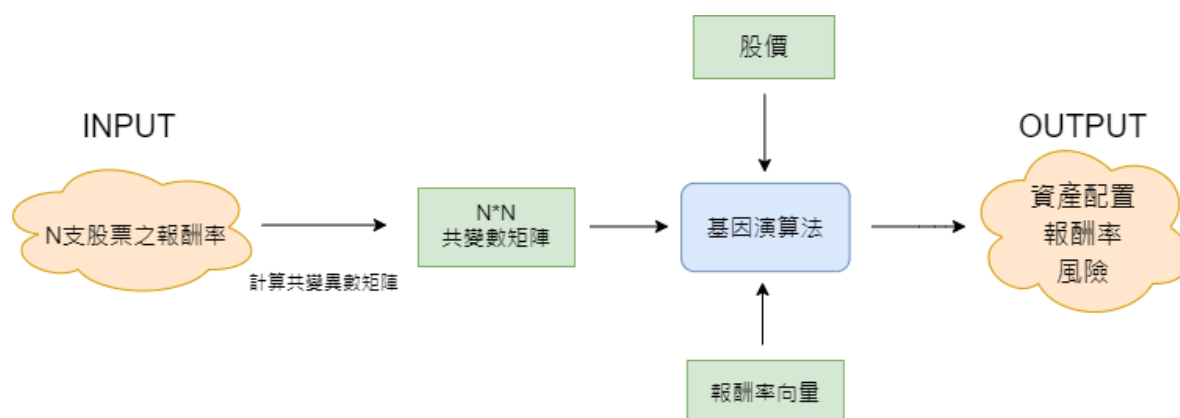 股價
INPUT
OUTPUT
N支股票之報酬率
計算共變異數矩陣
N*N
共變數矩陣
基因演算法
資產配置
報酬率
風險
報酬率向量